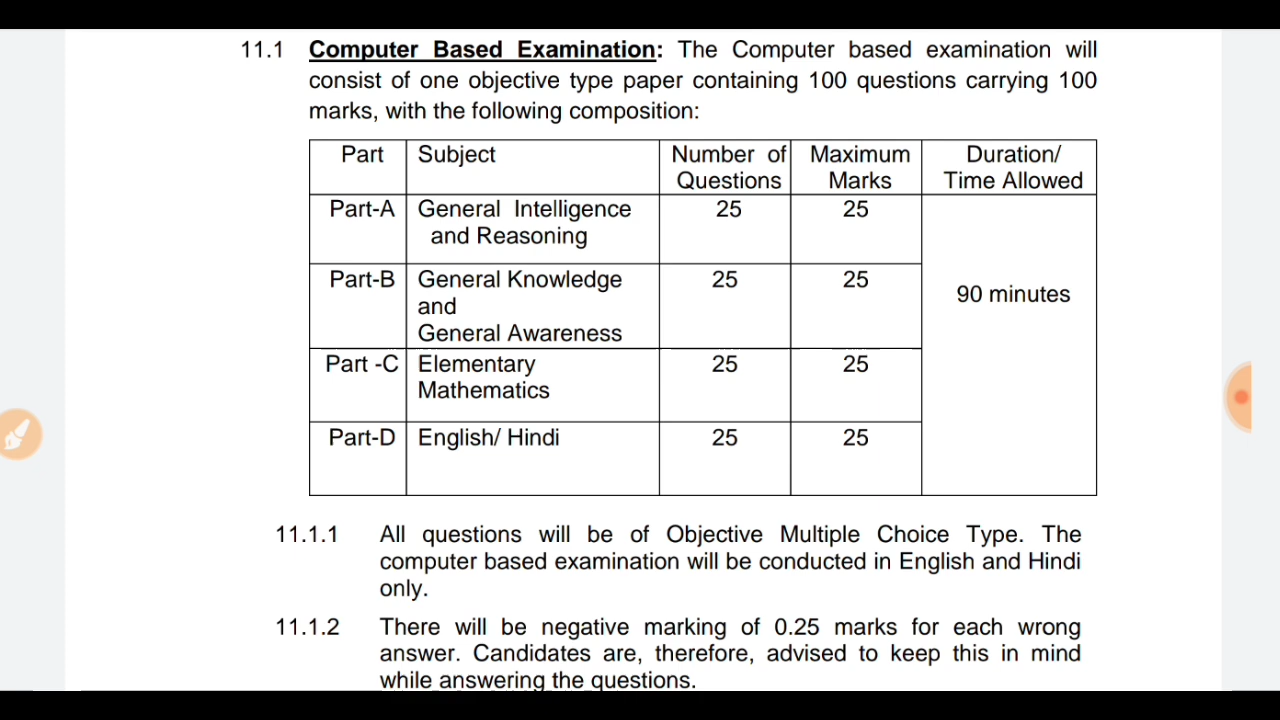 11.1 Computer Based Examination: The Computer based examination will
consist of one objective type paper containing 100 questions carrying 100
marks, with the following composition:
Part Subject Number of Questions Maximum Marks Duration/ Time Allowed
Part-A General Intelligence and Reasoning 25 25 90 minutes
Part-B General Knowledge and General Awareness 25 25
Part -C Elementary Mathematics 25 25
Part-D English/ Hindi 25 25
11.1.1 All questions will be of Objective Multiple Choice Type. The
computer based examination will be conducted in English and Hindi
only.
11.1.2 There will be negative marking of 0.25 marks for each wrong
answer. Candidates are, therefore, advised to keep this in mind
while answering the questions.